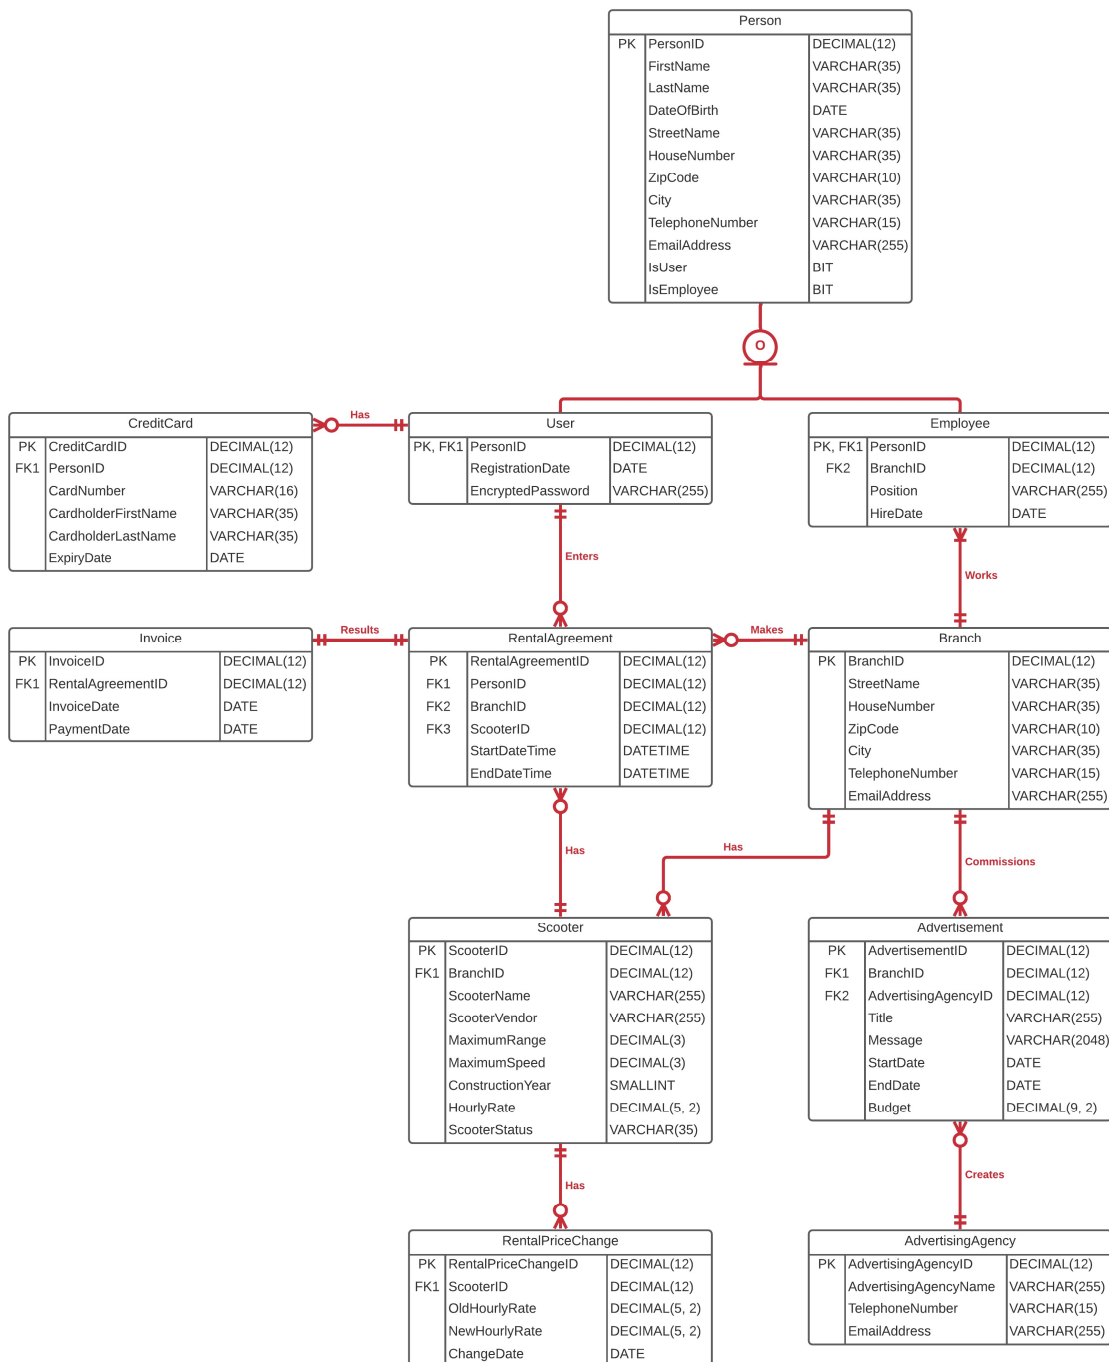 Person
PK PersonID DECIMAL(12)
FirstName VARCHAR(35)
LastName VARCHAR(35)
DateOfBirth DATE
StreetName VARCHAR(35)
HouseNumber VARCHAR(35)
ZipCode VARCHAR(10)
City VARCHAR(35)
TelephoneNumber VARCHAR(15)
EmailAddress VARCHAR(255)
IsUser BIT
IsEmployee BIT
O
CreditCard
PK CreditCardID DECIMAL(12)
FK1 PersonID DECIMAL(12)
CardNumber VARCHAR(16)
CardholderFirstName VARCHAR(35)
CardholderLastName VARCHAR(35)
ExpiryDate DATE
Has
User
PK, FK1 PersonID DECIMAL(12)
RegistrationDate DATE
EncryptedPassword VARCHAR(255)
Employee
PK, FK1 PersonID DECIMAL(12)
FK2 BranchID DECIMAL(12)
Position VARCHAR(255)
HireDate DATE
Enters
Works
Invoice
PK InvoiceID DECIMAL(12)
FK1 RentalAgreementID DECIMAL(12)
InvoiceDate DATE
PaymentDate DATE
Results
RentalAgreement
PK RentalAgreementID DECIMAL(12)
FK1 PersonID DECIMAL(12)
FK2 BranchID DECIMAL(12)
FK3 ScooterID DECIMAL(12)
StartDateTime DATETIME
EndDateTime DATETIME
Makes
Branch
PK BranchID DECIMAL(12)
StreetName VARCHAR(35)
HouseNumber VARCHAR(35)
ZipCode VARCHAR(10)
City VARCHAR(35)
TelephoneNumber VARCHAR(15)
EmailAddress VARCHAR(255)
Has
Has
Commissions
Scooter
PK ScooterID DECIMAL(12)
FK1 BranchID DECIMAL(12)
ScooterName VARCHAR(255)
ScooterVendor VARCHAR(255)
MaximumRange DECIMAL(3)
MaximumSpeed DECIMAL(3)
ConstructionYear SMALLINT
HourlyRate DECIMAL(5, 2)
ScooterStatus VARCHAR(35)
Advertisement
PK AdvertisementID DECIMAL(12)
FK1 BranchID DECIMAL(12)
FK2 AdvertisingAgencyID DECIMAL(12)
Title VARCHAR(255)
Message VARCHAR(2048)
StartDate DATE
EndDate DATE
Budget DECIMAL(9, 2)
Has
Creates
RentalPriceChange
PK RentalPriceChangeID DECIMAL(12)
FK1 ScooterID DECIMAL(12)
OldHourlyRate DECIMAL(5, 2)
NewHourlyRate DECIMAL(5, 2)
ChangeDate DATE
AdvertisingAgency
PK AdvertisingAgencyID DECIMAL(12)
AdvertisingAgencyName VARCHAR(255)
TelephoneNumber VARCHAR(15)
EmailAddress VARCHAR(255)